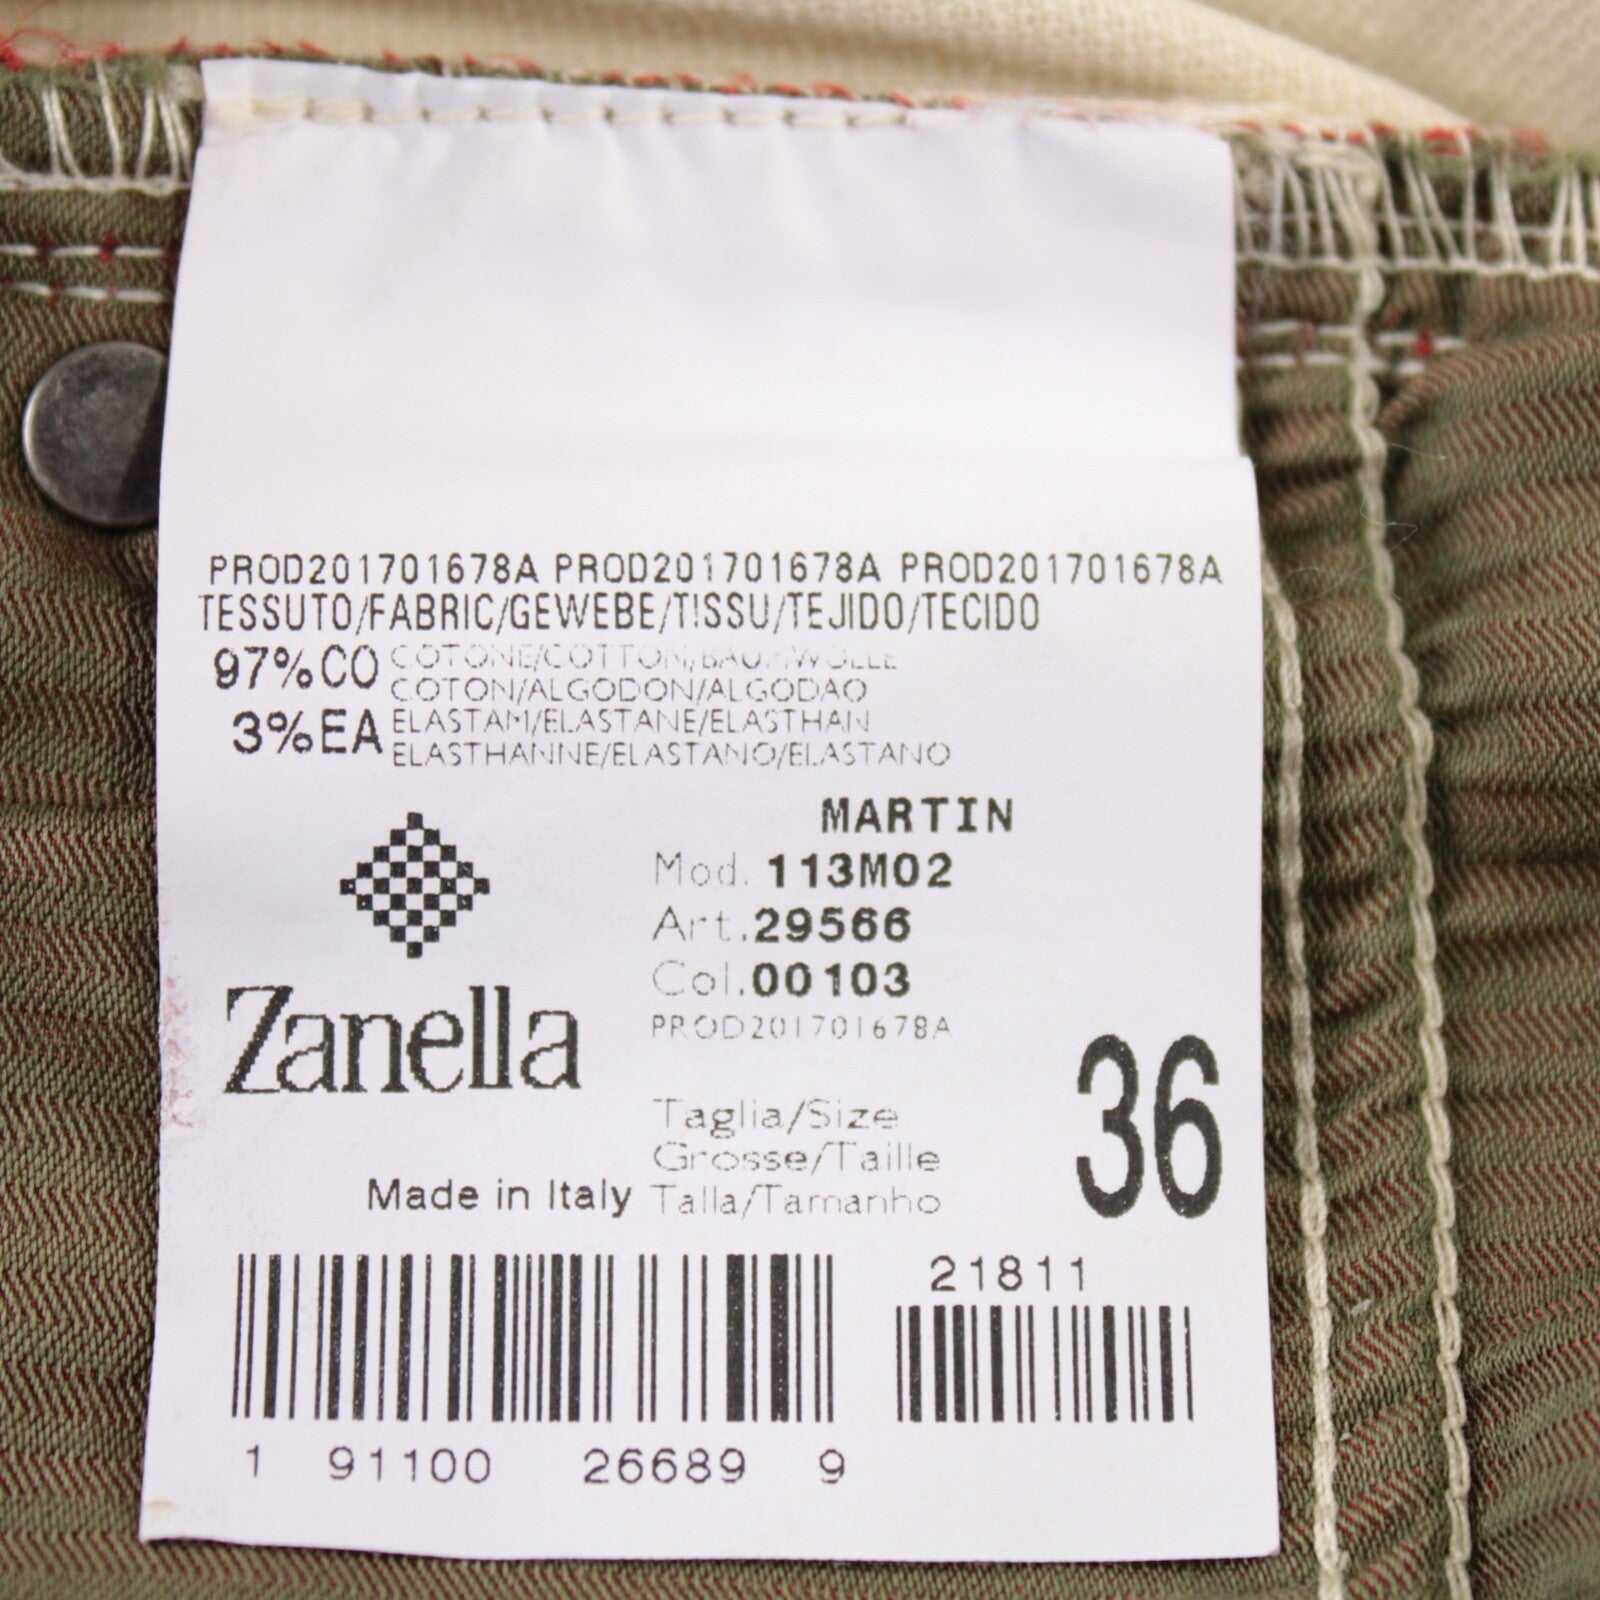 PROD201701678A PROD201701678A PROD201701678A
TESSUTO/FABRIC/GEWEBE/TISSU/TEJIDO/TECIDO
97%CO COTONE/COTTON/BAUMWOLLE
COTON/ALGODON/ALGODAO
3%EA ELASTAM/ELASTANE/ELASTHAN
ELASTHANNE/ELASTANO/ELASTANO
MARTIN
Mod. 113M02
Art.29566
Col.00103
PROD201701678A
Zanella
Made in Italy
Taglia/Size
Grosse/Taille
Talla/Tamanho
36
21811
1 91100 26689 9